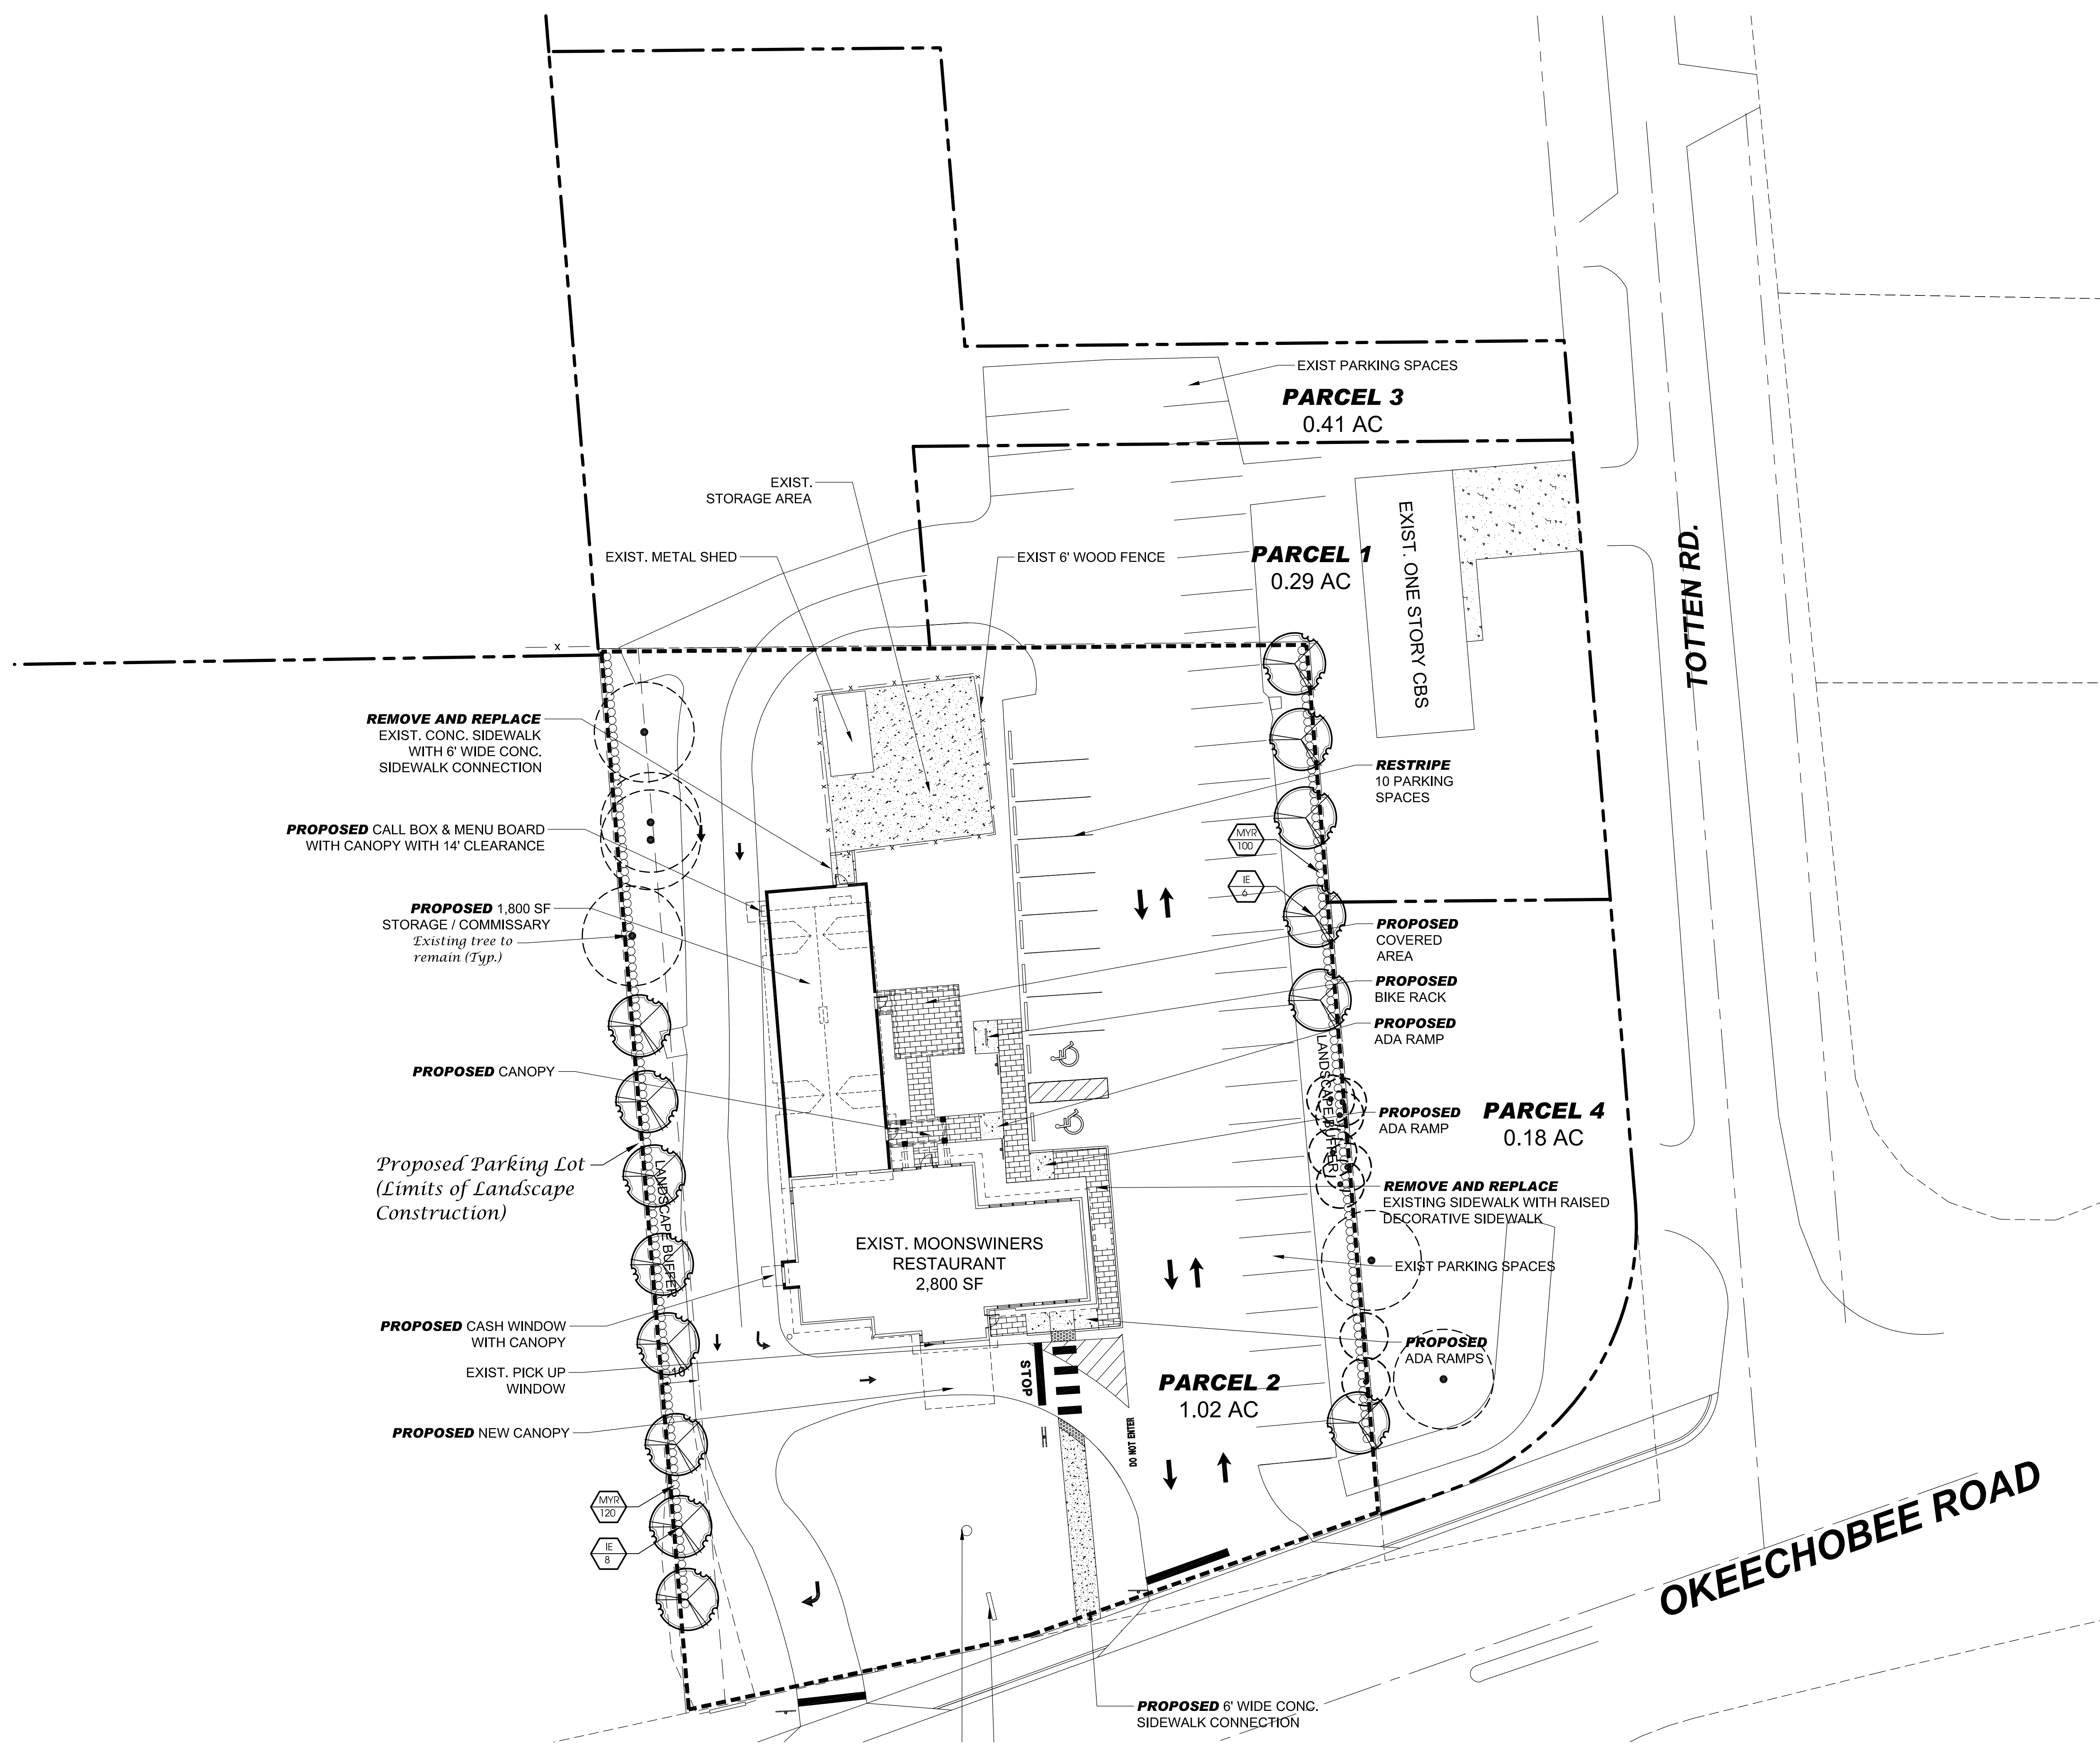 EXIST PARKING SPACES
PARCEL 3
0.41 AC
EXIST.
STORAGE AREA
EXIST. METAL SHED
EXIST 6' WOOD FENCE
PARCEL 1
0.29 AC
EXIST. ONE STORY CBS
TOTTEN RD.
X
REMOVE AND REPLACE
EXIST. CONC. SIDEWALK
WITH 6' WIDE CONC.
SIDEWALK CONNECTION
RESTRIPE
10 PARKING
SPACES
PROPOSED CALL BOX & MENU BOARD
WITH CANOPY WITH 14' CLEARANCE
MYR
100
IE
6
PROPOSED 1,800 SF
STORAGE / COMMISSARY
Existing tree to
remain (Typ.)
PROPOSED
COVERED
AREA
PROPOSED
BIKE RACK
PROPOSED
ADA RAMP
LANDSCAPE BUFFER
PROPOSED CANOPY
PROPOSED
ADA RAMP
PARCEL 4
0.18 AC
Proposed Parking Lot
(Limits of Landscape
Construction)
LANDSCAPE BUFFER
REMOVE AND REPLACE
EXISTING SIDEWALK WITH RAISED
DECORATIVE SIDEWALK
EXIST. MOONSWINERS
RESTAURANT
2,800 SF
EXIST PARKING SPACES
PROPOSED CASH WINDOW
WITH CANOPY
PROPOSED
ADA RAMPS
EXIST. PICK UP
WINDOW
10'
STOP
PARCEL 2
1.02 AC
PROPOSED NEW CANOPY
DO NOT ENTER
MYR
120
IE
8
OKEECHOBEE ROAD
PROPOSED 6' WIDE CONC.
SIDEWALK CONNECTION